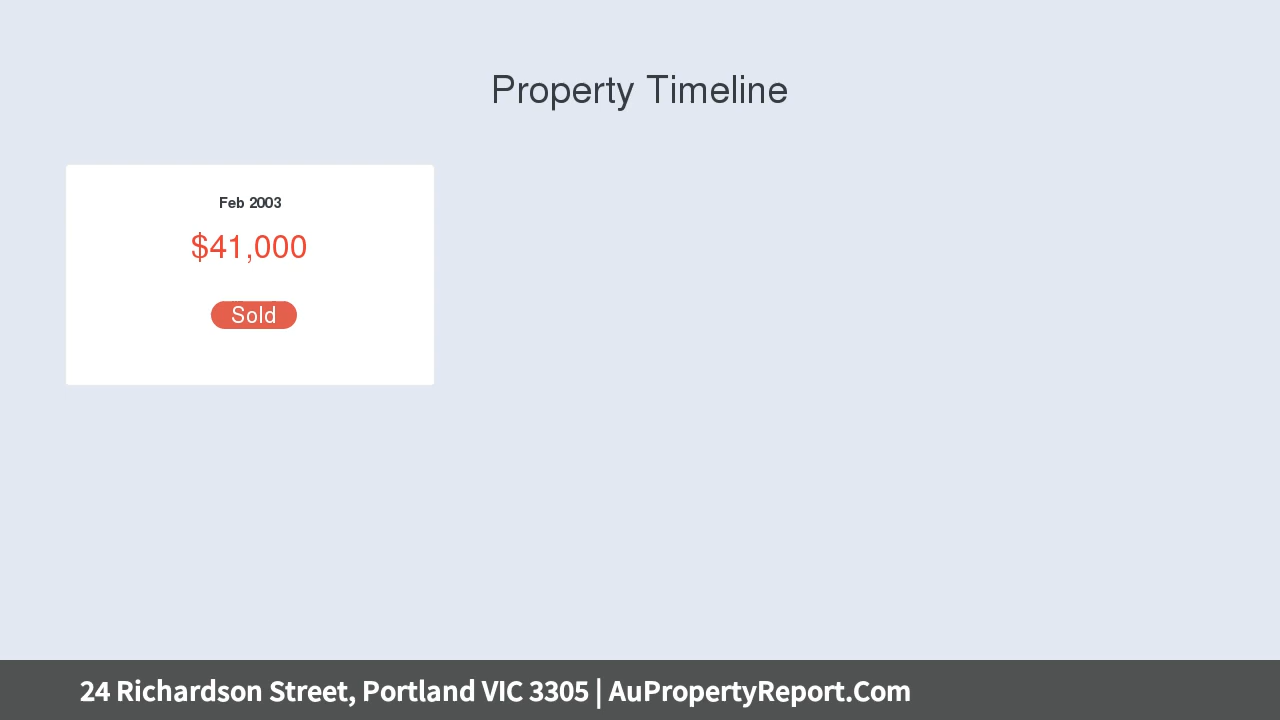 Property Timeline
Feb 2003
$41,000
Sold
24 Richardson Street, Portland VIC 3305 | AuPropertyReport.Com